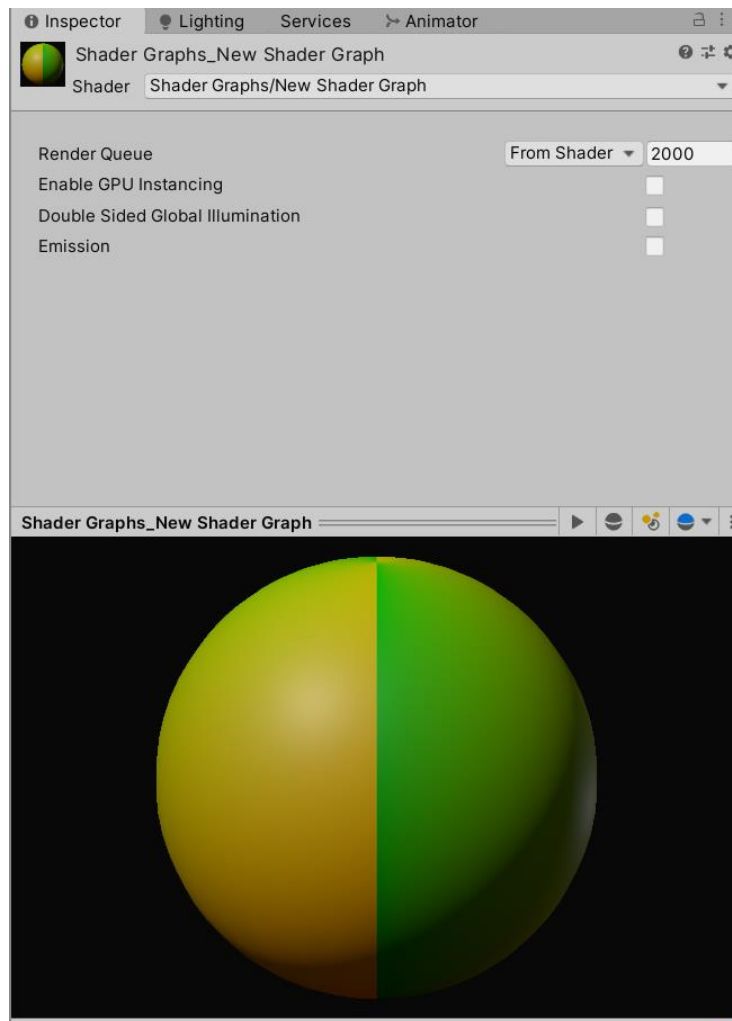 Inspector Lighting Services Animator
Shader Graphs_New Shader Graph
Shader Shader Graphs/New Shader Graph
Render Queue From Shader 2000
Enable GPU Instancing
Double Sided Global Illumination
Emission
Shader Graphs_New Shader Graph